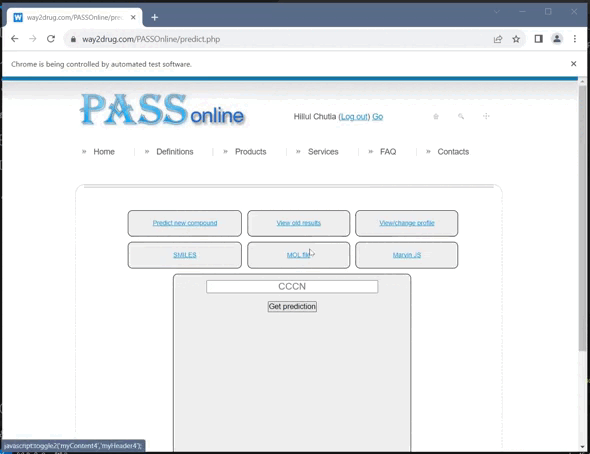 way2drug.com/PASSOnline/pre
way2drug.com/PASSOnline/predict.php
Chrome is being controlled by automated test software.
PASS online
Hillul Chutia (Log out) Go
» Home » Definitions » Products » Services » FAQ » Contacts
Predict new compound View old results View/change profile
SMILES MOL file Marvin JS
CCCN
Get prediction
javascript:toggle2('myContent4','myHeader4');